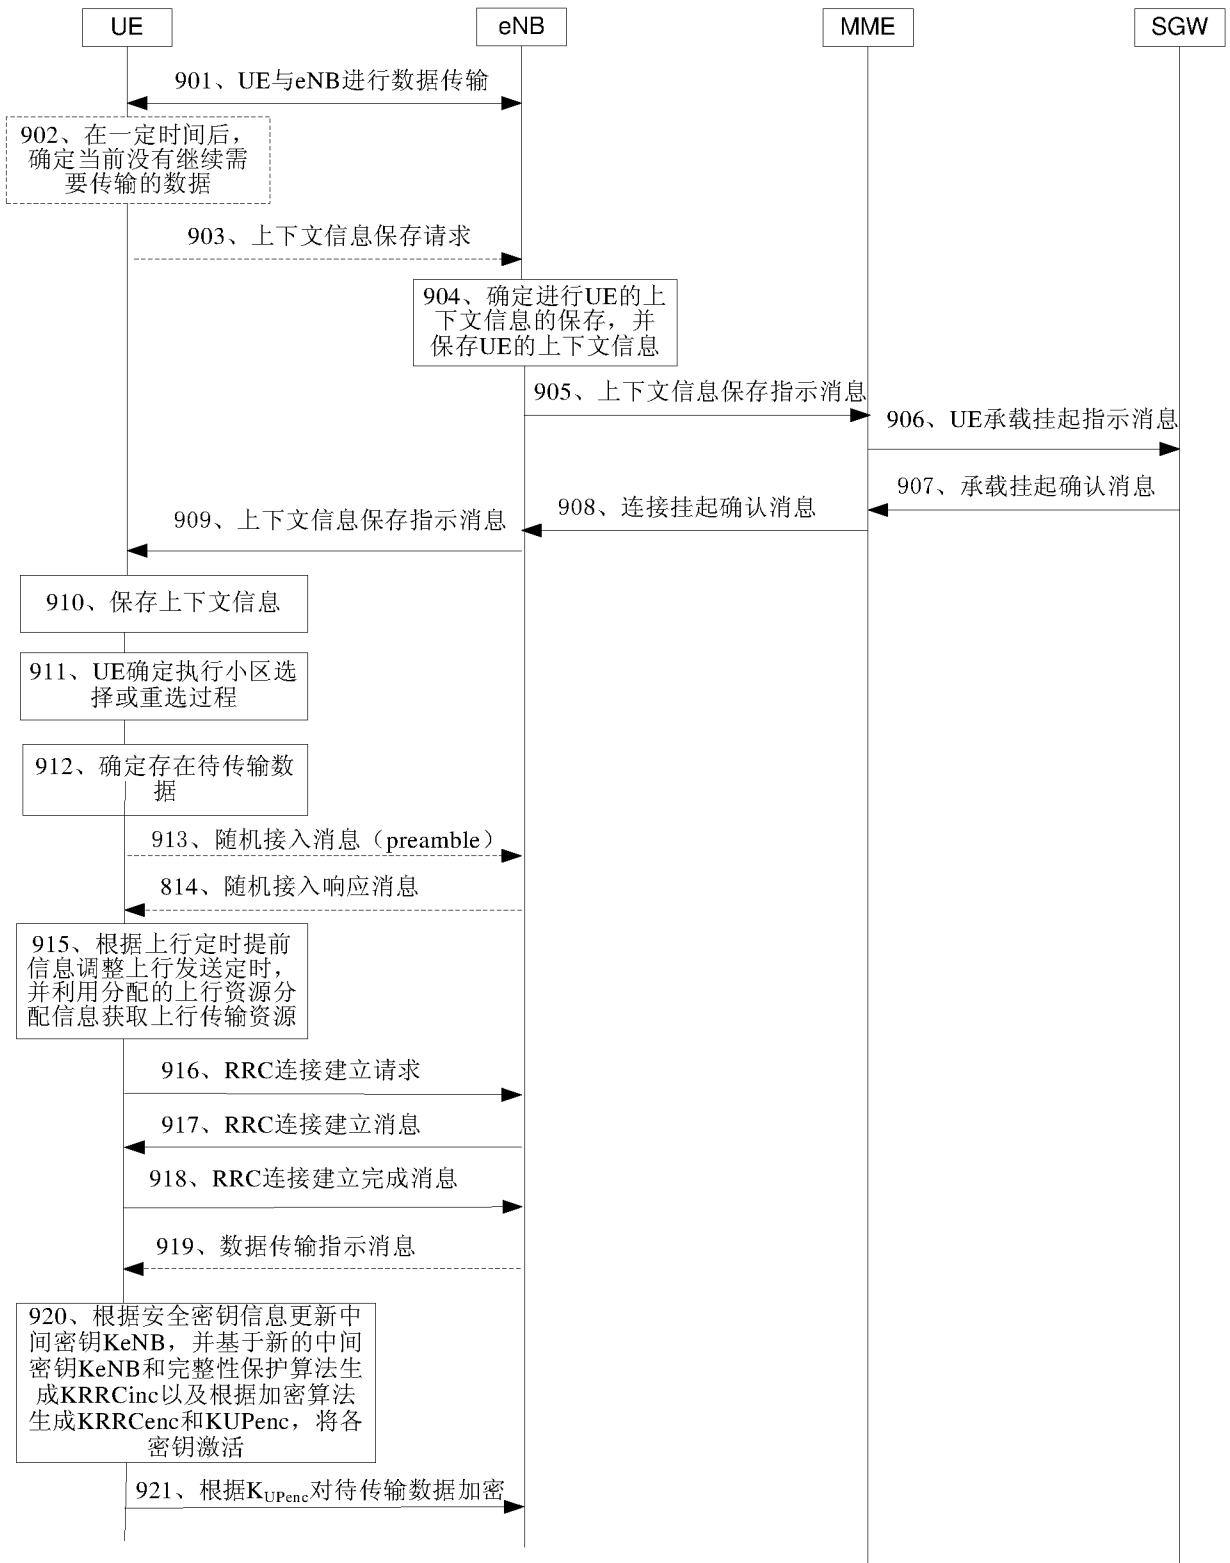 UE
eNB
MME
SGW
901、UE与eNB进行数据传输
902、在一定时间后，
确定当前没有继续需
要传输的数据
903、上下文信息保存请求
904、确定进行UE的上
下文信息的保存，并
保存UE的上下文信息
905、上下文信息保存指示消息
906、UE承载挂起指示消息
907、承载挂起确认消息
908、连接挂起确认消息
909、上下文信息保存指示消息
910、保存上下文信息
911、UE确定执行小区选
择或重选过程
912、确定存在待传输数
据
913、随机接入消息（preamble）
814、随机接入响应消息
915、根据上行定时提前
信息调整上行发送定时，
并利用分配的上行资源分
配信息获取上行传输资源
916、RRC连接建立请求
917、RRC连接建立消息
918、RRC连接建立完成消息
919、数据传输指示消息
920、根据安全密钥信息更新中
间密钥KeNB，并基于新的中间
密钥KeNB和完整性保护算法生
成KRRCinc以及根据加密算法
生成KRRCenc和KUPenc，将各
密钥激活
921、根据KUPenc对待传输数据加密